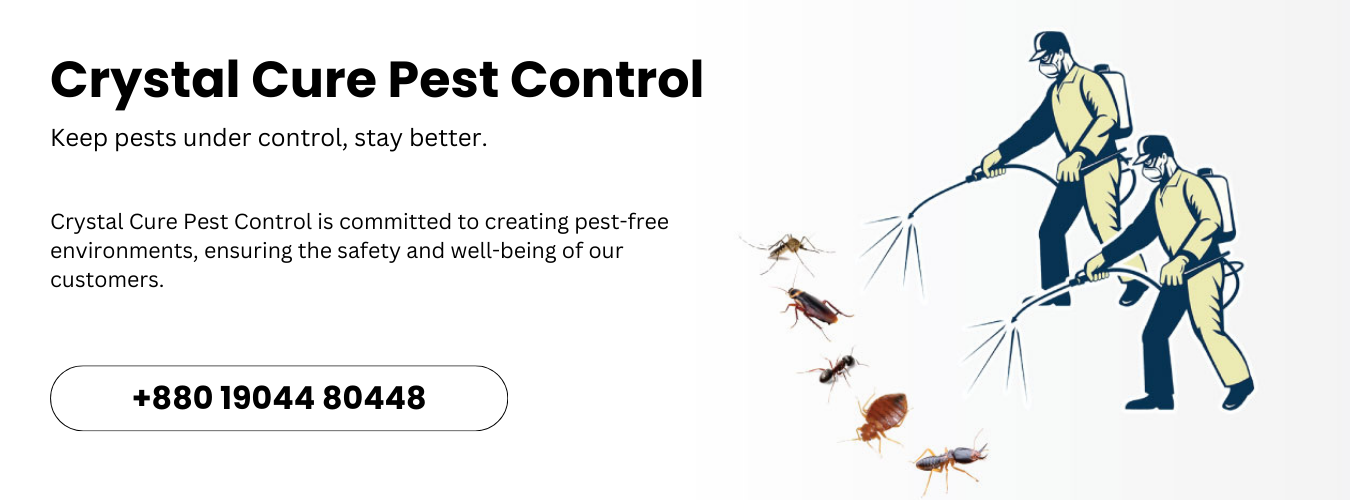 Crystal Cure Pest Control
Keep pests under control, stay better.
Crystal Cure Pest Control is committed to creating pest-free
environments, ensuring the safety and well-being of our
customers.
+880 19044 80448